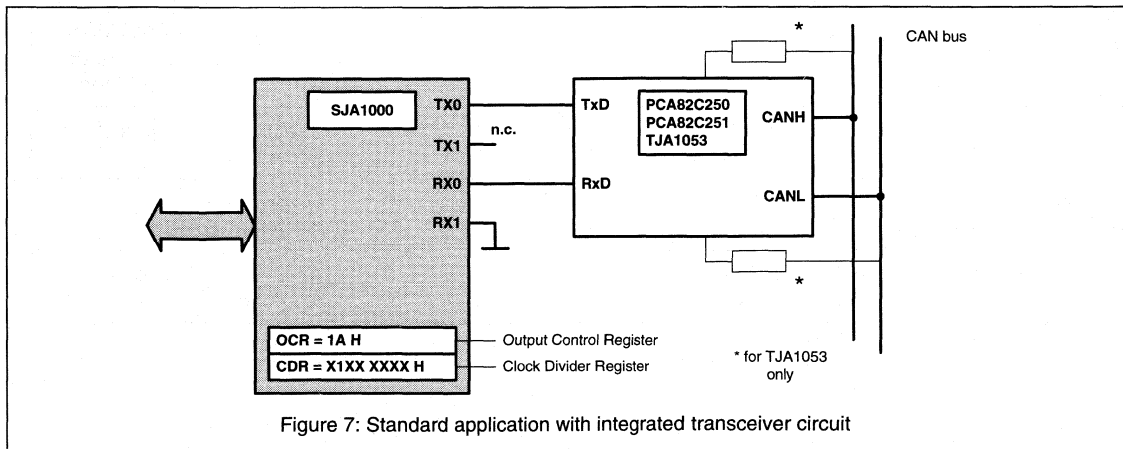 *
CAN bus
SJA1000
TX0
TxD
PCA82C250
PCA82C251
TJA1053
CANH
n.c.
TX1
RX0
RxD
CANL
RX1
*
OCR = 1A H
Output Control Register
CDR = X1XX XXXX H
Clock Divider Register
* for TJA1053
only
Figure 7: Standard application with integrated transceiver circuit